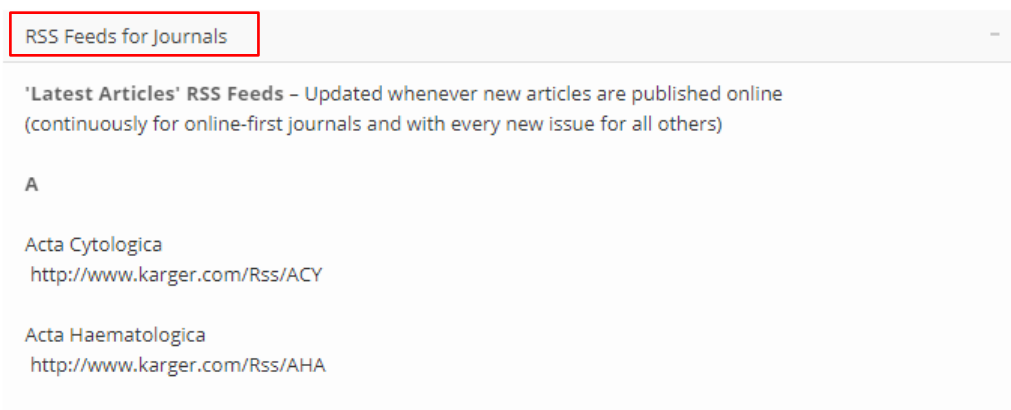 RSS Feeds for Journals
'Latest Articles' RSS Feeds – Updated whenever new articles are published online
(continuously for online-first journals and with every new issue for all others)
A
Acta Cytologica
http://www.karger.com/Rss/ACY
Acta Haematologica
http://www.karger.com/Rss/AHA